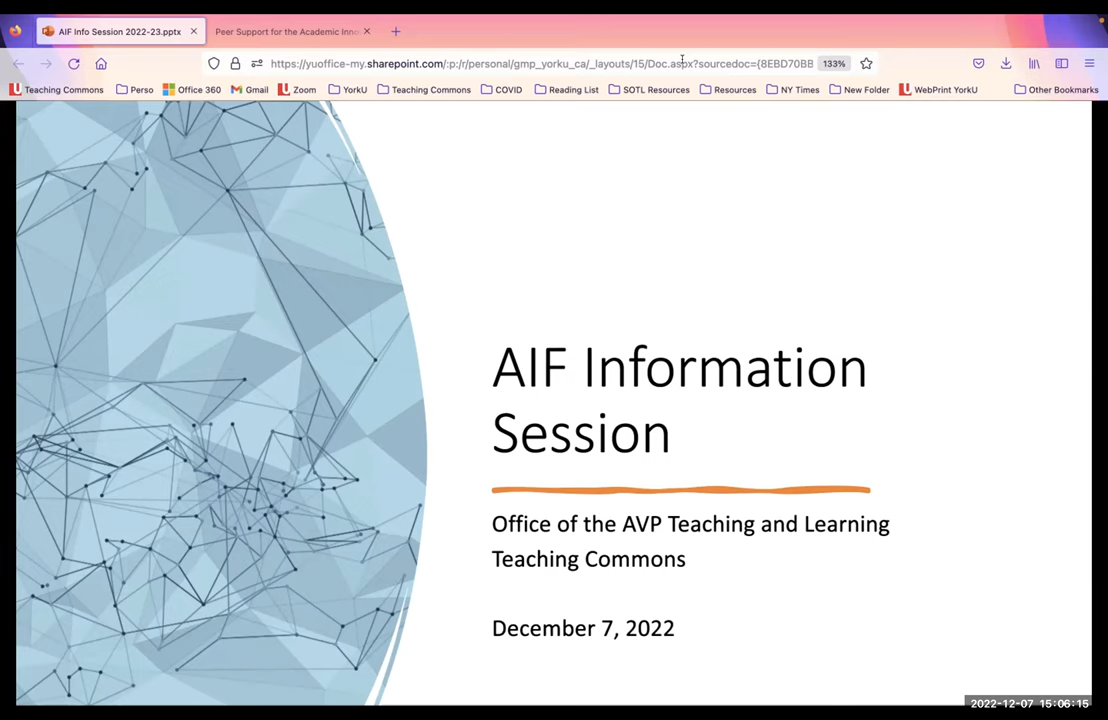 AIF Info Session 2022-23.pptx
Peer Support for the Academic Inno
https://yuoffice-my.sharepoint.com/:p:/r/personal/gmp_yorku_ca/_layouts/15/Doc.aspx?sourcedoc={8EBD70BB
133%
Teaching Commons
Perso
Office 360
Gmail
Zoom
YorkU
Teaching Commons
COVID
Reading List
SOTL Resources
Resources
NY Times
New Folder
WebPrint YorkU
Other Bookmarks
AIF Information
Session
Office of the AVP Teaching and Learning
Teaching Commons
December 7, 2022
2022-12-07 15:06:15